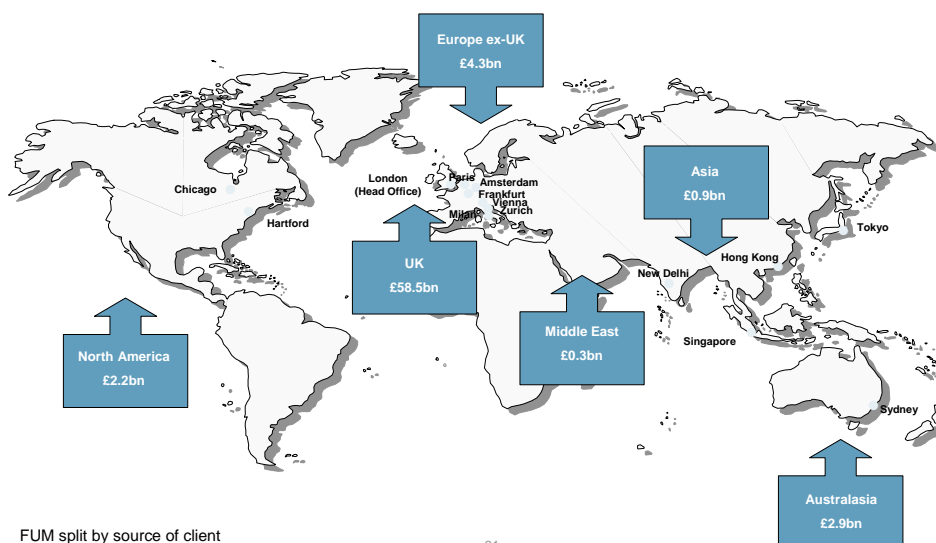 Europe ex-UK
£4.3bn
Asia
£0.9bn
Chicago
London
(Head Office)
Paris
Amsterdam
Frankfurt
Vienna
Zurich
Milan
Hartford
Tokyo
UK
£58.5bn
Hong Kong
New Delhi
Middle East
£0.3bn
Singapore
North America
£2.2bn
Sydney
Australasia
£2.9bn
FUM split by source of client